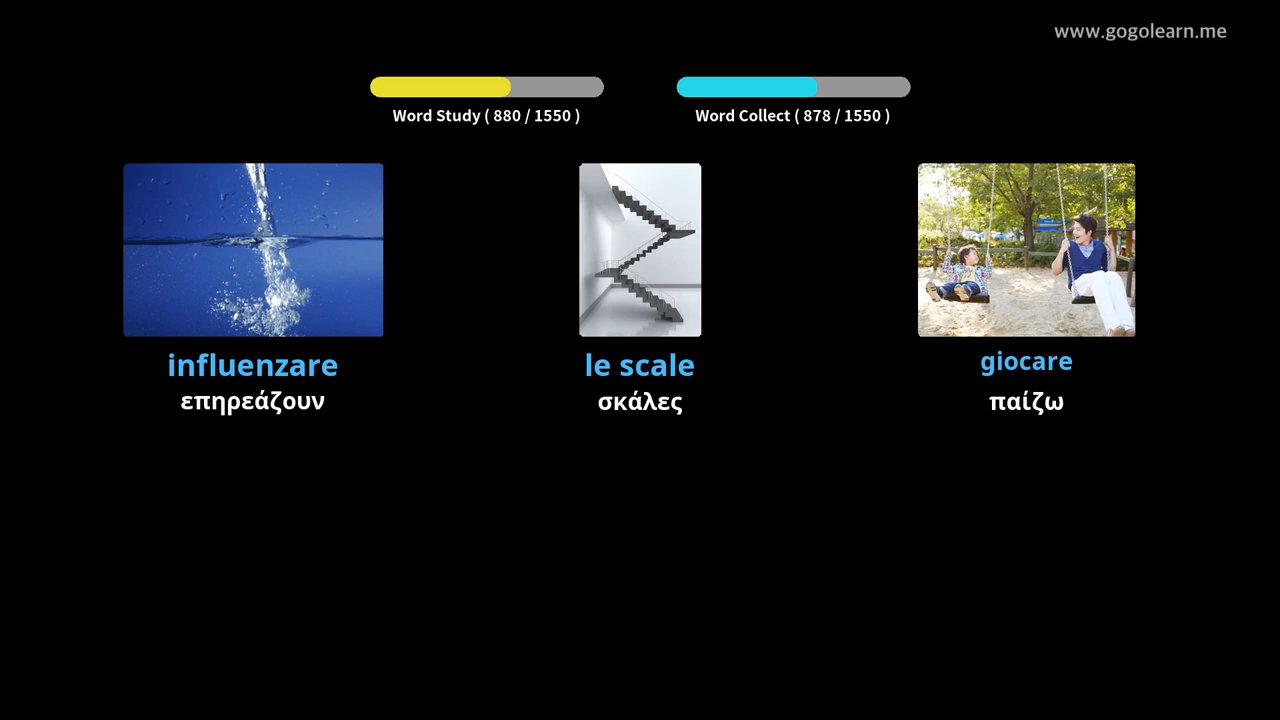 www.gogolearn.me
Word Study ( 880 / 1550 )
Word Collect ( 878 / 1550 )
influenzare
επηρεάζουν
le scale
σκάλες
giocare
παίζω